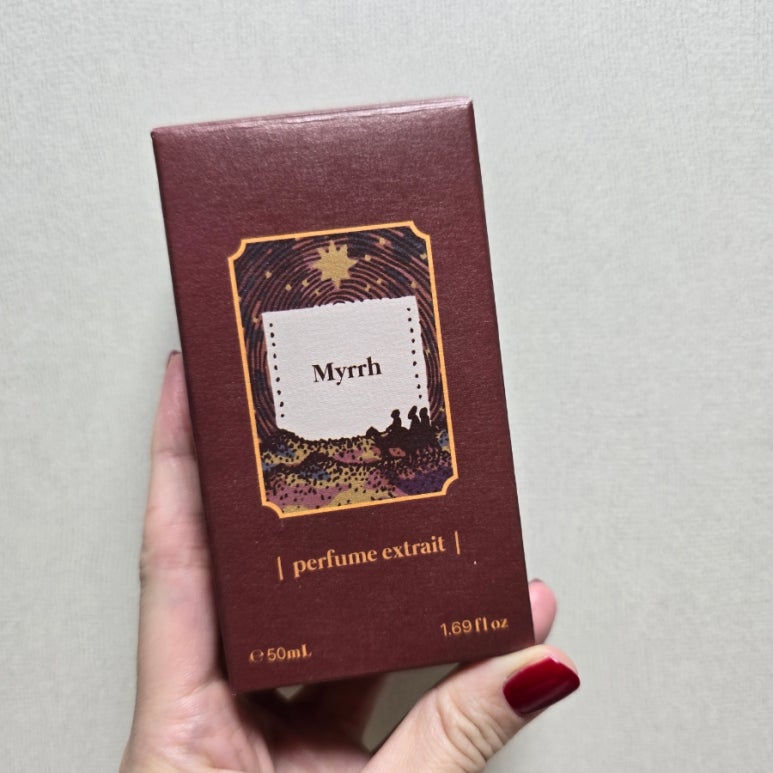 Myrrh
| perfume extrait |
℮ 50mL
1.69 fl oz